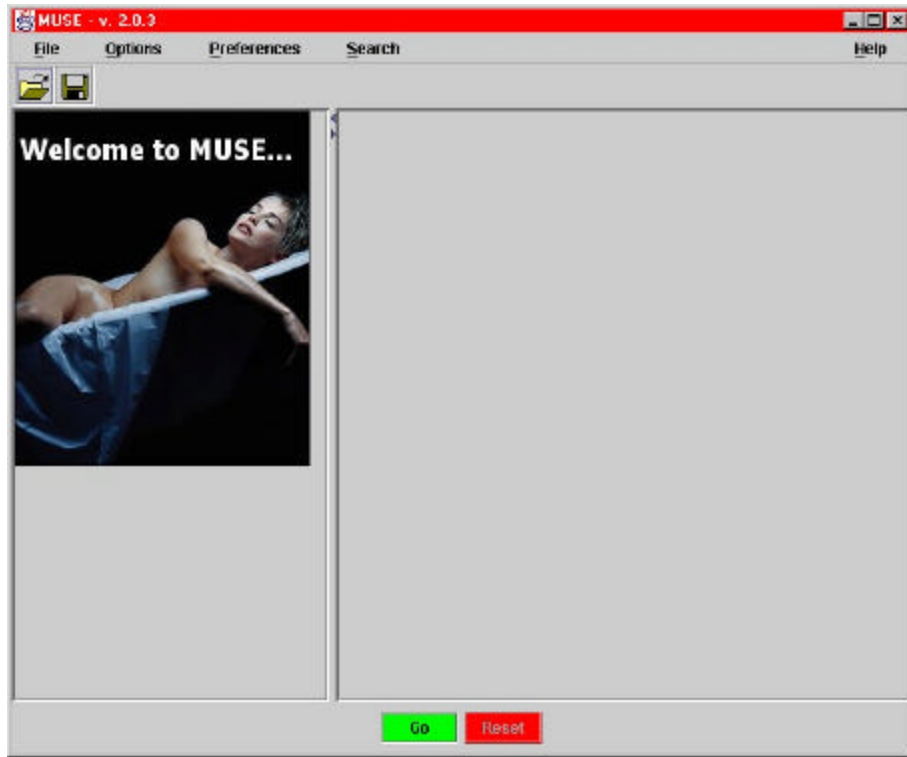 MUSE - v. 2.0.3
File Options Preferences Search Help
Welcome to MUSE...
Go Reset